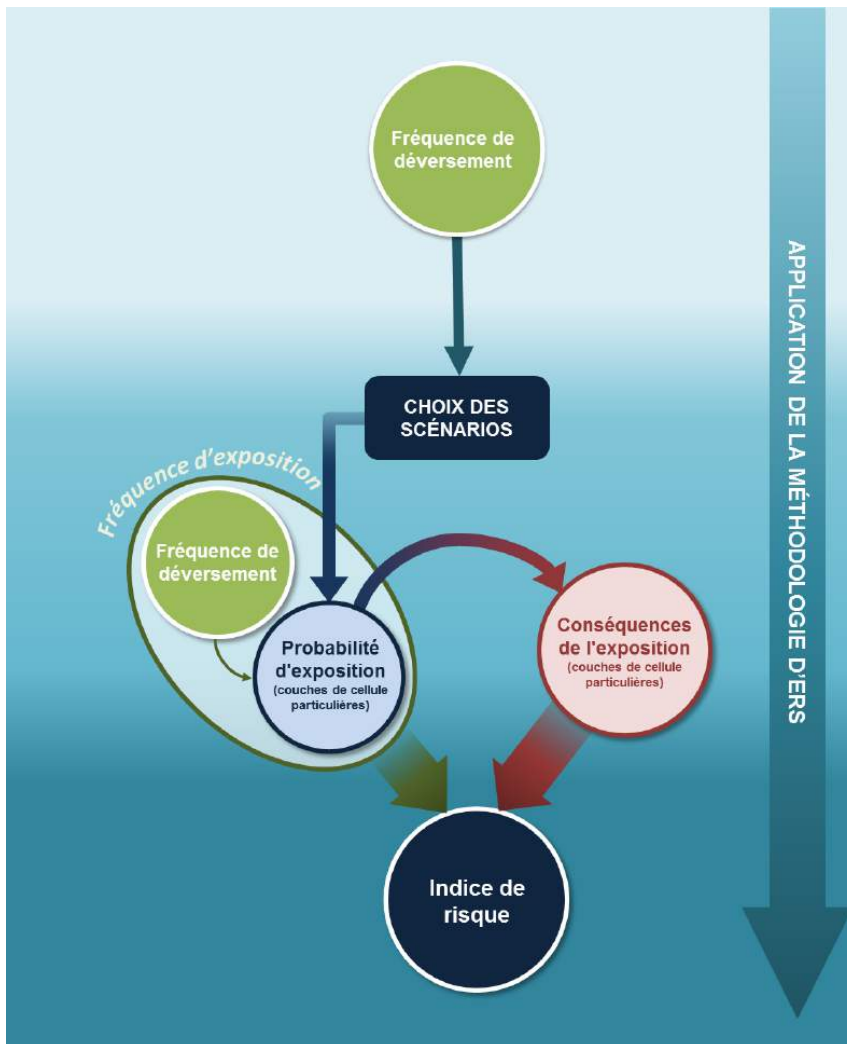 Fréquence de
déversement
CHOIX DES
SCÉNARIOS
Fréquence d'exposition
Fréquence de
déversement
Probabilité
d'exposition
(couches de cellule
particulières)
Conséquences
de l'exposition
(couches de cellule
particulières)
Indice de
risque
APPLICATION DE LA MÉTHODOLOGIE D'ERS